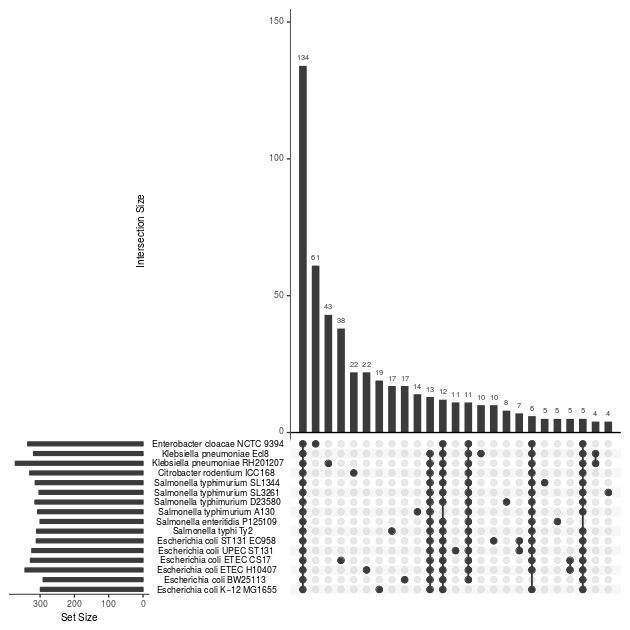 150
134
100
61
50
43
38
22 22
19
17 17
14
13
12
11 11
10 10
8
7
6
5 5 5 5
4 4
0
Intersection Size
Enterobacter cloacae NCTC 9394
Klebsiella pneumoniae Ecl8
Klebsiella pneumoniae RH201207
Citrobacter rodentium ICC168
Salmonella typhimurium SL1344
Salmonella typhimurium SL3261
Salmonella typhimurium D23580
Salmonella typhimurium A130
Salmonella enteritidis P125109
Salmonella typhi Ty2
Escherichia coli ST131 EC958
Escherichia coli UPEC ST131
Escherichia coli ETEC CS17
Escherichia coli ETEC H10407
Escherichia coli BW25113
Escherichia coli K−12 MG1655
300 200 100 0
Set Size